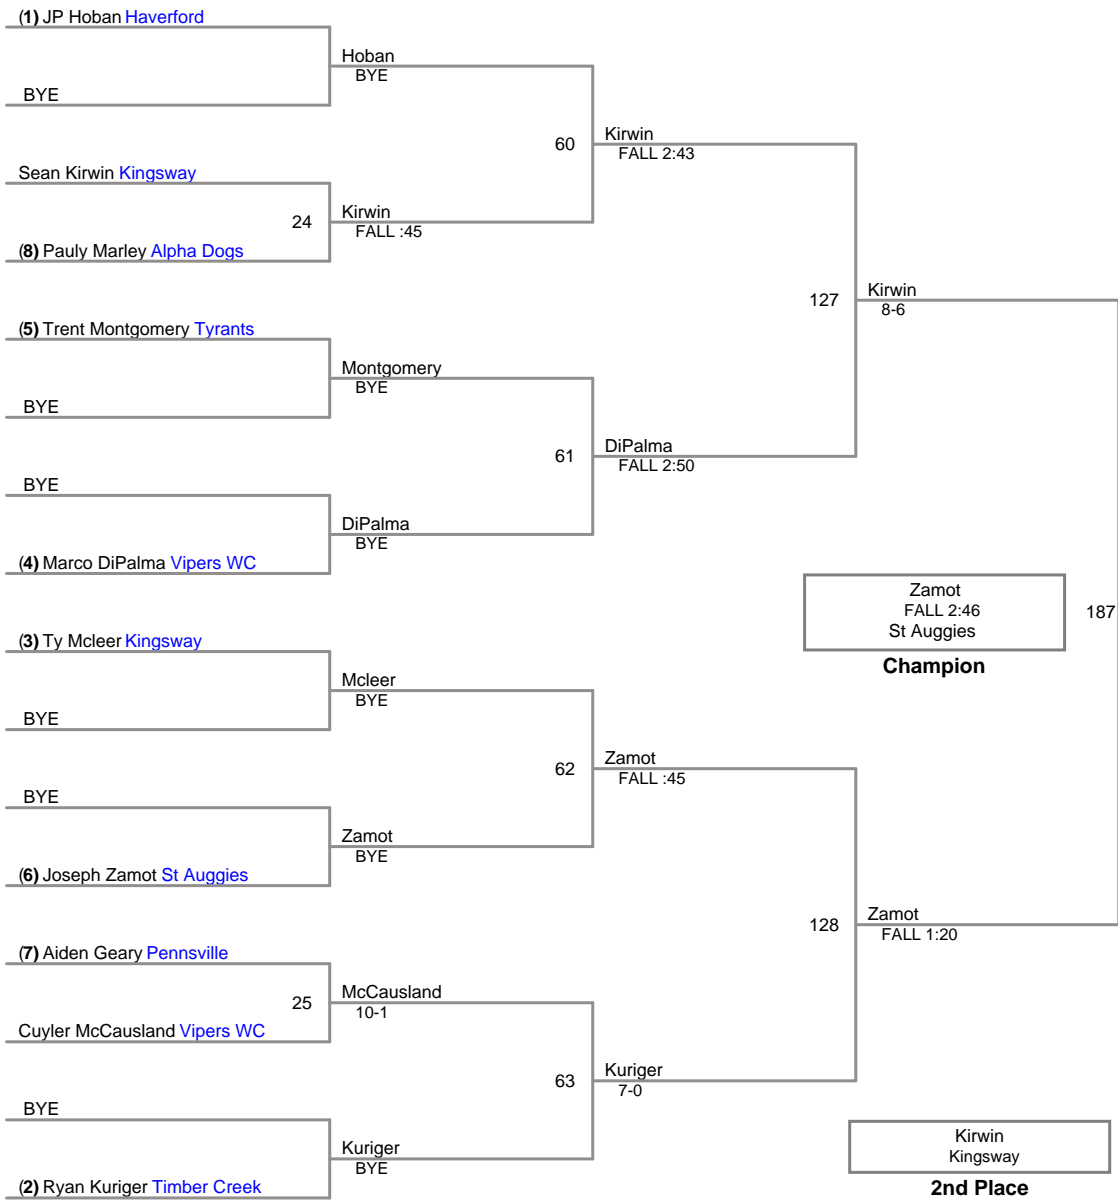 (1) JP Hoban Haverford
Hoban
BYE
BYE
60
Kirwin
FALL 2:43
Sean Kirwin Kingsway
24
Kirwin
FALL :45
(8) Pauly Marley Alpha Dogs
127
Kirwin
8-6
(5) Trent Montgomery Tyrants
Montgomery
BYE
BYE
61
DiPalma
FALL 2:50
BYE
DiPalma
BYE
(4) Marco DiPalma Vipers WC
Zamot
FALL 2:46
St Auggies
187
Champion
(3) Ty Mcleer Kingsway
Mcleer
BYE
BYE
62
Zamot
FALL :45
BYE
Zamot
BYE
(6) Joseph Zamot St Auggies
128
Zamot
FALL 1:20
(7) Aiden Geary Pennsville
25
McCausland
10-1
Cuyler McCausland Vipers WC
63
Kuriger
7-0
BYE
Kuriger
BYE
(2) Ryan Kuriger Timber Creek
Kirwin
Kingsway
2nd Place